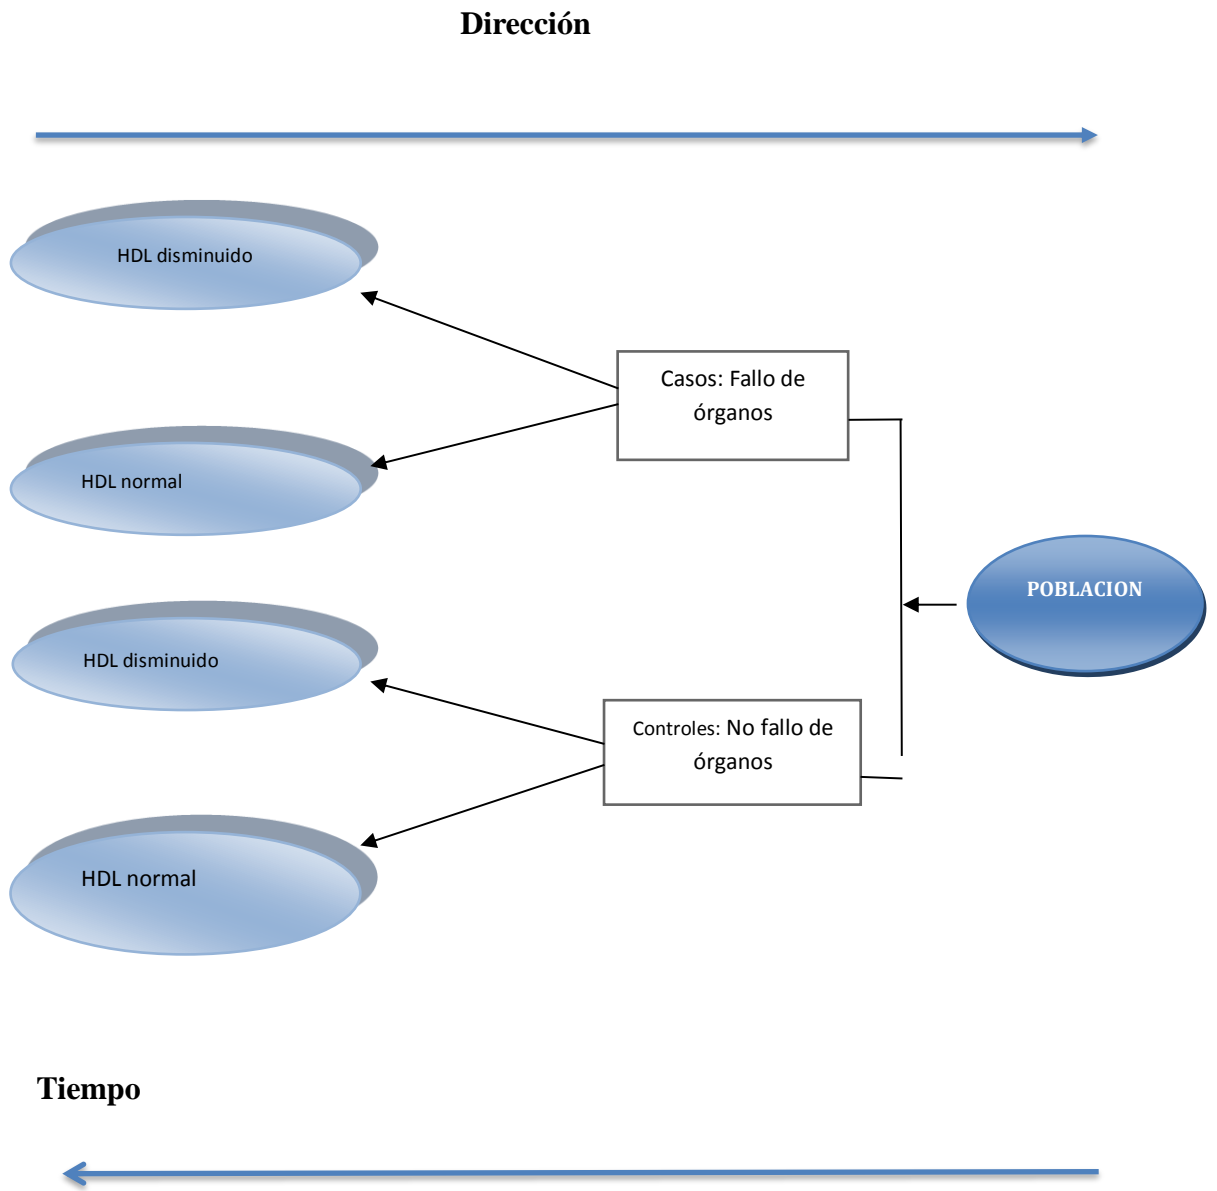 Dirección
HDL disminuido
Casos: Fallo de
órganos
HDL normal
POBLACION
HDL disminuido
Controles: No fallo de
órganos
HDL normal
Tiempo